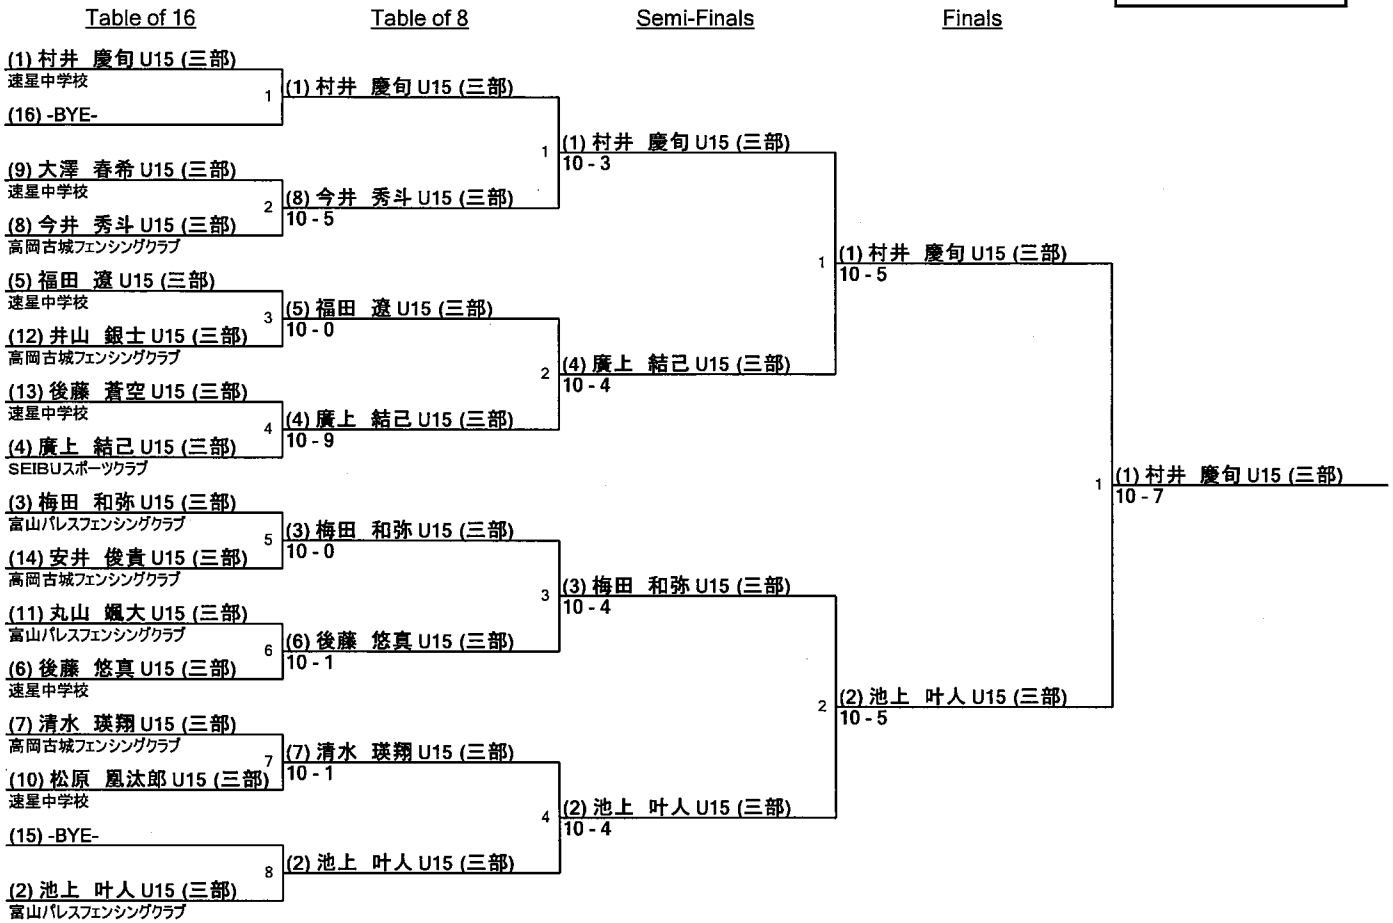 Table of 16
Table of 8
Semi-Finals
Finals
(1) 村井 慶旬 U15 (三部)
速星中学校
1
(16) -BYE-
(9) 大澤 春希 U15 (三部)
速星中学校
2
(8) 今井 秀斗 U15 (三部)
高岡古城フェンシングクラブ
(5) 福田 遼 U15 (三部)
速星中学校
3
(12) 井山 銀士 U15 (三部)
高岡古城フェンシングクラブ
(13) 後藤 蒼空 U15 (三部)
速星中学校
4
(4) 廣上 結己 U15 (三部)
SEIBUスポーツクラブ
(3) 梅田 和弥 U15 (三部)
富山パレスフェンシングクラブ
5
(14) 安井 俊貴 U15 (三部)
高岡古城フェンシングクラブ
(11) 丸山 颯大 U15 (三部)
富山パレスフェンシングクラブ
6
(6) 後藤 悠真 U15 (三部)
速星中学校
(7) 清水 瑛翔 U15 (三部)
高岡古城フェンシングクラブ
7
(10) 松原 凰汰郎 U15 (三部)
速星中学校
(15) -BYE-
8
(2) 池上 叶人 U15 (三部)
富山パレスフェンシングクラブ
(1) 村井 慶旬 U15 (三部)
1
(8) 今井 秀斗 U15 (三部)
10 - 5
(5) 福田 遼 U15 (三部)
10 - 0
2
(4) 廣上 結己 U15 (三部)
10 - 9
(3) 梅田 和弥 U15 (三部)
10 - 0
3
(6) 後藤 悠真 U15 (三部)
10 - 1
(7) 清水 瑛翔 U15 (三部)
10 - 1
4
(2) 池上 叶人 U15 (三部)
(1) 村井 慶旬 U15 (三部)
10 - 3
1
(4) 廣上 結己 U15 (三部)
10 - 4
(3) 梅田 和弥 U15 (三部)
10 - 4
2
(2) 池上 叶人 U15 (三部)
10 - 4
(1) 村井 慶旬 U15 (三部)
10 - 5
1
(2) 池上 叶人 U15 (三部)
10 - 5
(1) 村井 慶旬 U15 (三部)
10 - 7